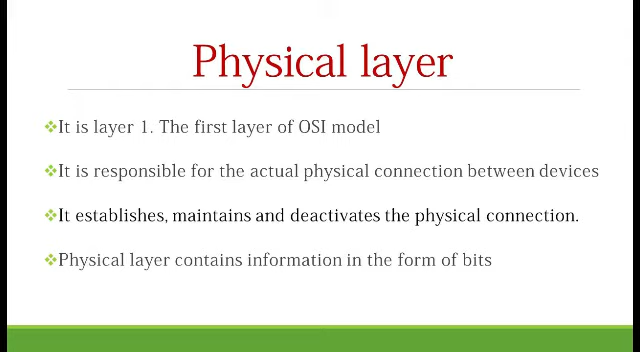 Physical layer
❖It is layer 1. The first layer of OSI model
❖It is responsible for the actual physical connection between devices
❖It establishes, maintains and deactivates the physical connection.
❖Physical layer contains information in the form of bits